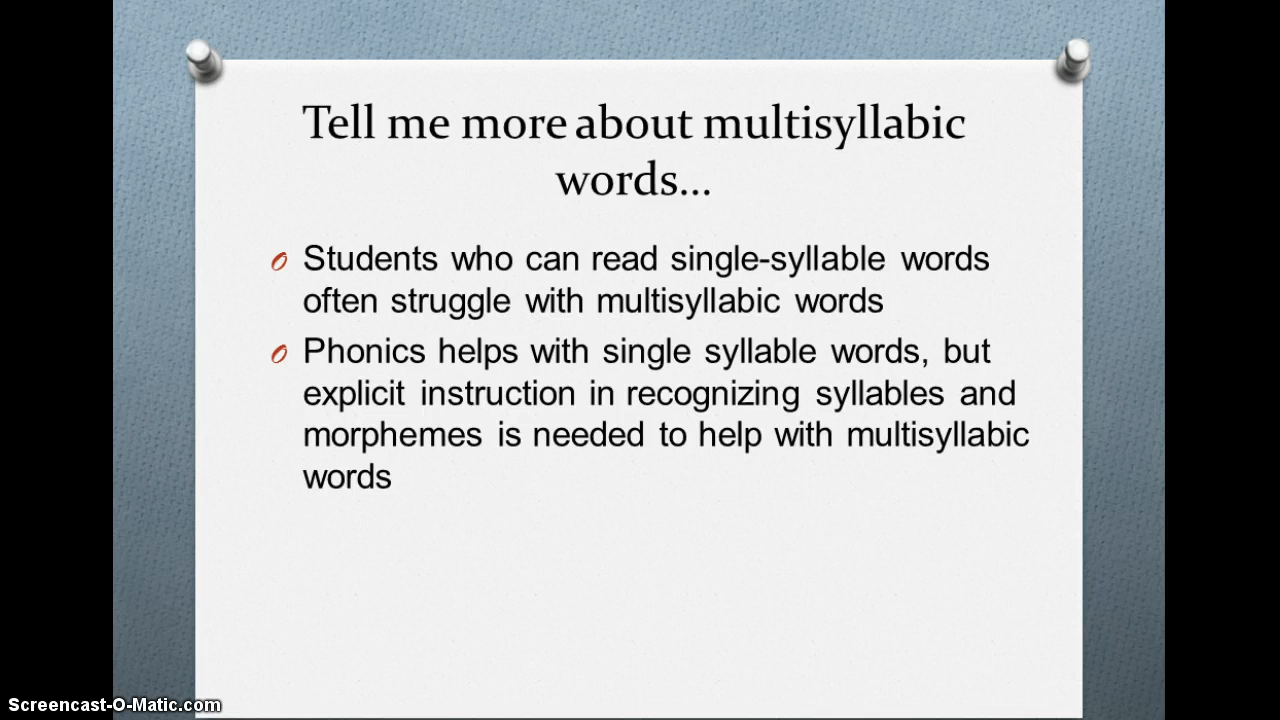 Tell me more about multisyllabic
words...
Students who can read single-syllable words
often struggle with multisyllabic words
Phonics helps with single syllable words, but
explicit instruction in recognizing syllables and
morphemes is needed to help with multisyllabic
words
Screencast-O-Matic.com